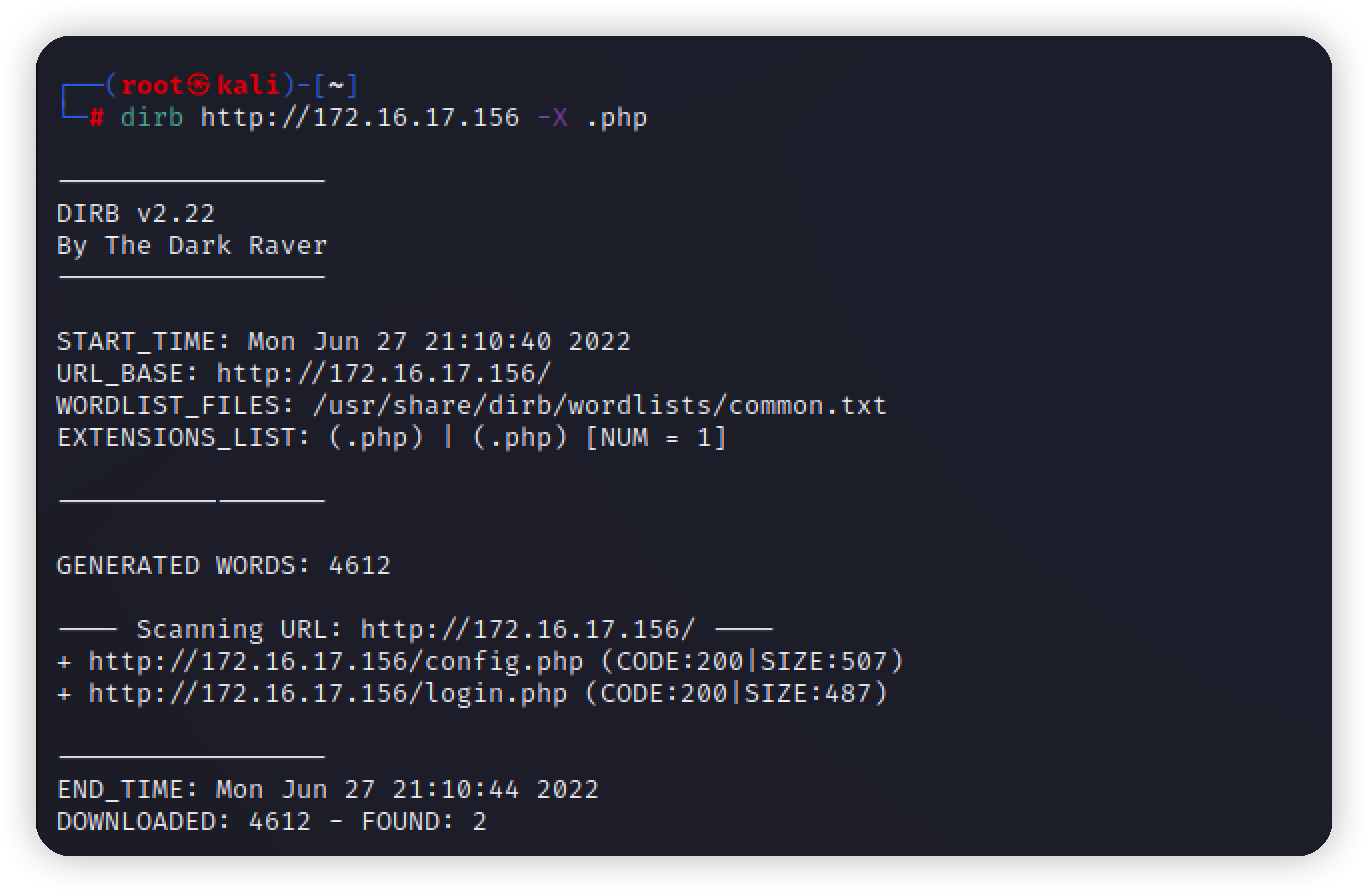 ┌──(root㉿kali)-[~]
└─# dirb http://172.16.17.156 -X .php
—————————————————
DIRB v2.22
By The Dark Raver
—————————————————
START_TIME: Mon Jun 27 21:10:40 2022
URL_BASE: http://172.16.17.156/
WORDLIST_FILES: /usr/share/dirb/wordlists/common.txt
EXTENSIONS_LIST: (.php) | (.php) [NUM = 1]
—————————————————
GENERATED WORDS: 4612
———— Scanning URL: http://172.16.17.156/ ————
+ http://172.16.17.156/config.php (CODE:200|SIZE:507)
+ http://172.16.17.156/login.php (CODE:200|SIZE:487)
—————————————————
END_TIME: Mon Jun 27 21:10:44 2022
DOWNLOADED: 4612 - FOUND: 2